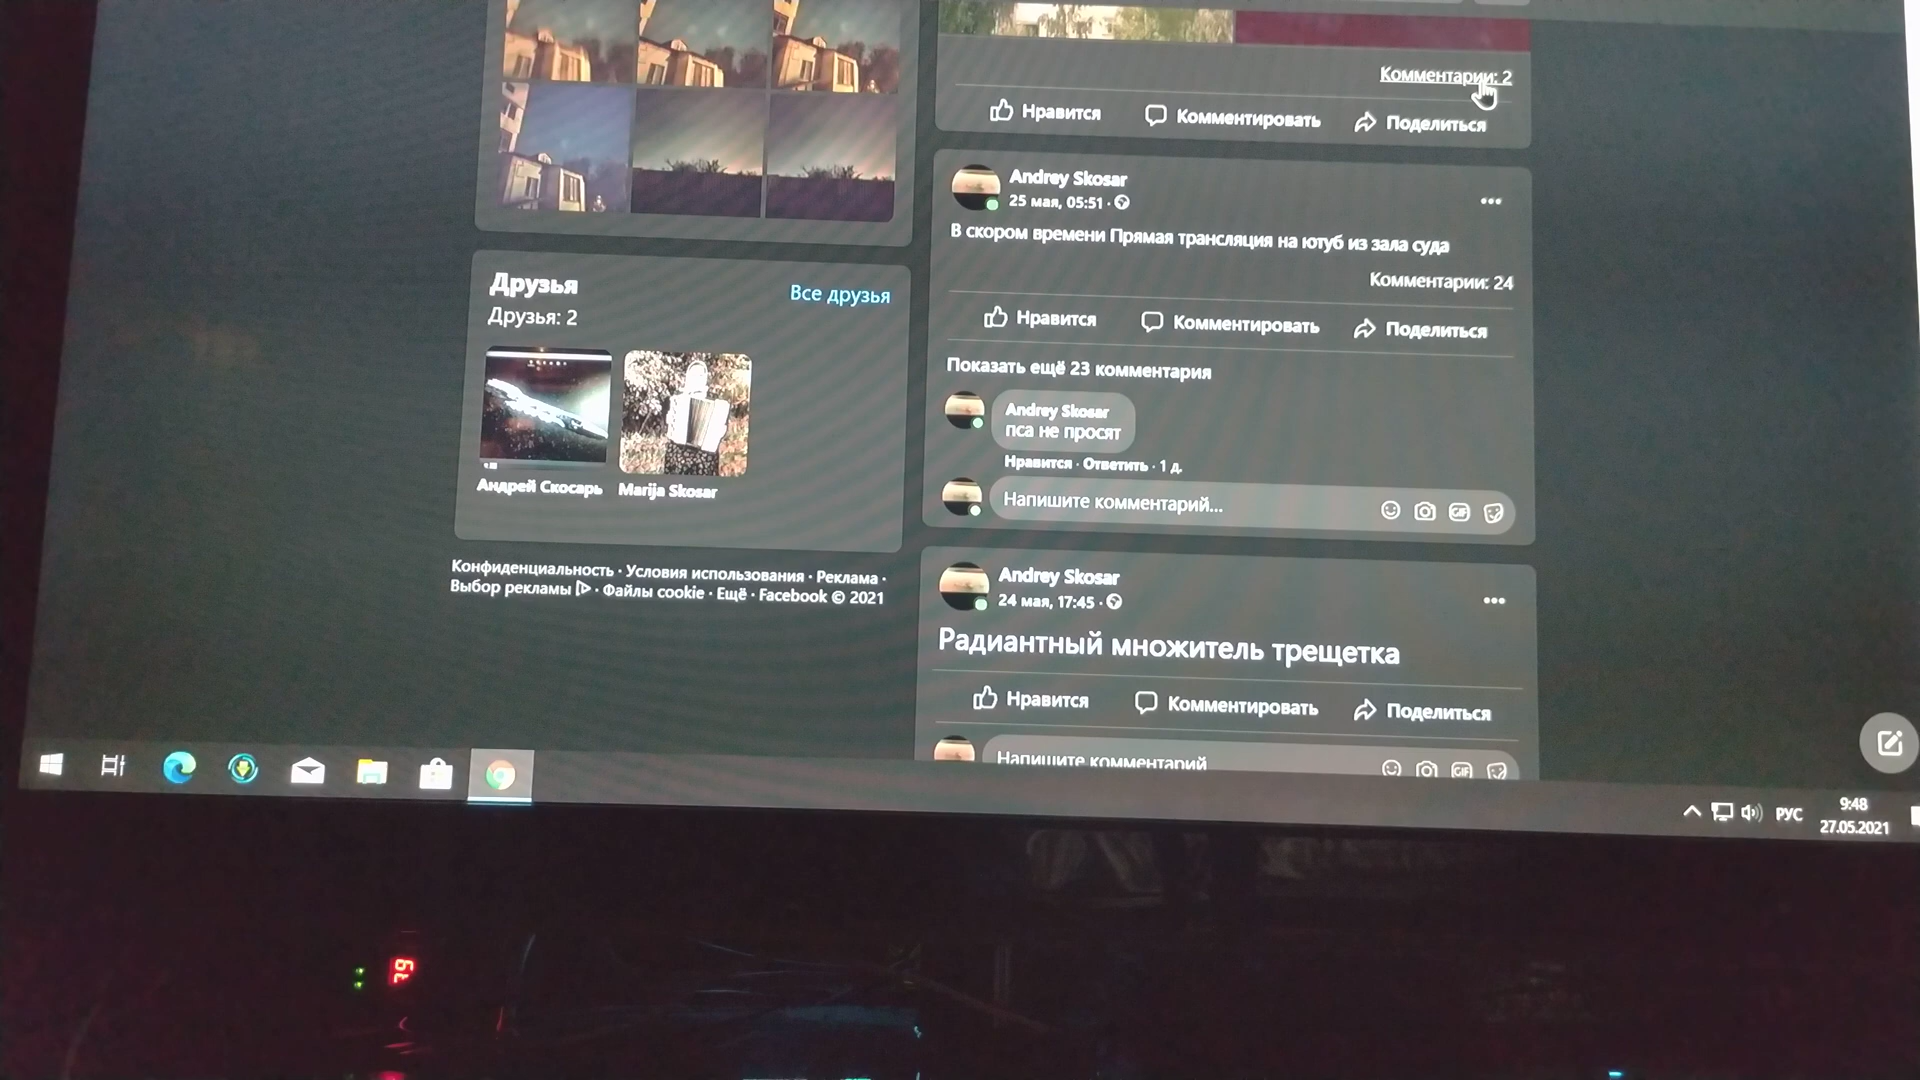 Комментарии: 2
Нравится
Комментировать
Поделиться
Andrey Skosar
25 мая, 05:51 ·
В скором времени Прямая трансляция на ютуб из зала суда
Комментарии: 24
Нравится
Комментировать
Поделиться
Показать ещё 23 комментария
Andrey Skosar
пса не просят
Нравится · Ответить · 1 д.
Напишите комментарий...
GIF
Andrey Skosar
24 мая, 17:45 ·
Радиантный множитель трещетка
Нравится
Комментировать
Поделиться
Напишите комментарий
GIF
Друзья
Все друзья
Друзья: 2
Андрей Скосарь
Marija Skosar
Конфиденциальность · Условия использования · Реклама ·
Выбор рекламы · Файлы cookie · Ещё · Facebook © 2021
РУС
9:48
27.05.2021